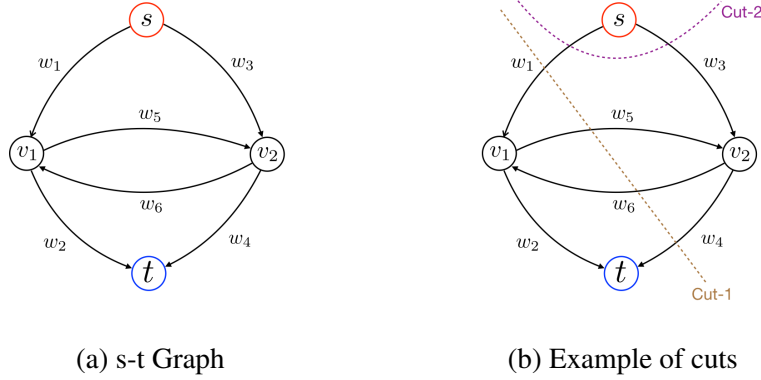 s
w₁
w₃
w₅
v₁
v₂
w₆
w₂
w₄
t
(a) s-t Graph
s
Cut-2
w₁
w₃
w₅
v₁
v₂
w₆
w₂
w₄
t
Cut-1
(b) Example of cuts